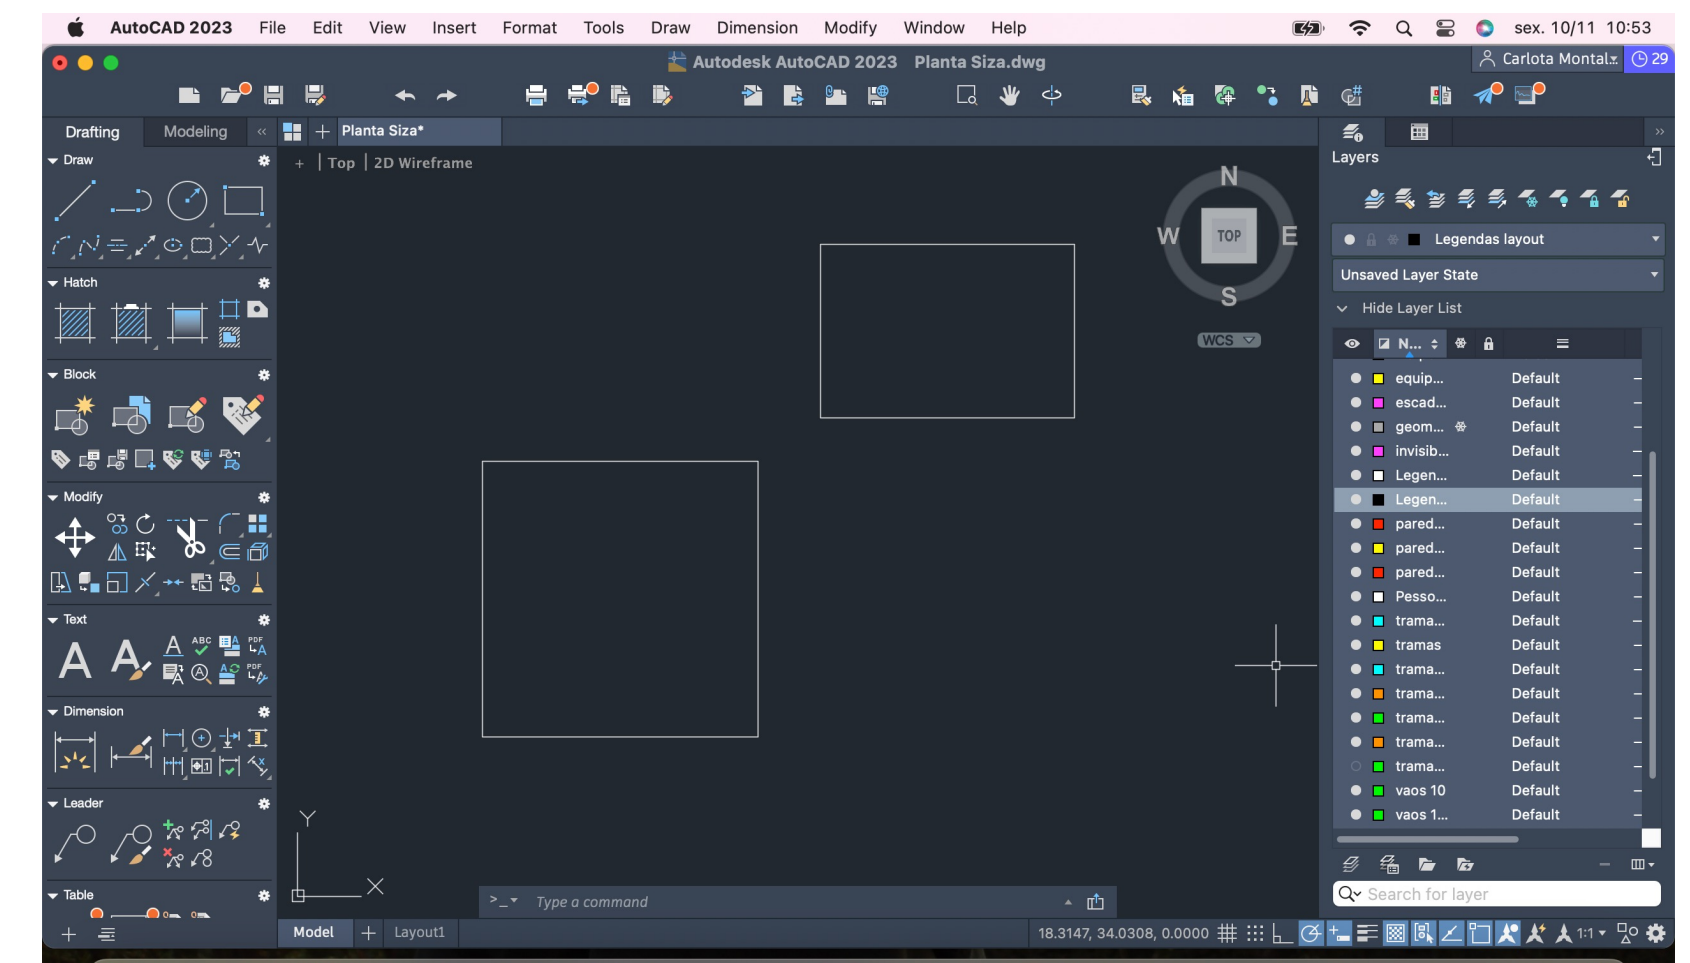 AutoCAD 2023 File Edit View Insert Format Tools Draw Dimension Modify Window Help sex. 10/11 10:53
Autodesk AutoCAD 2023 Planta Siza.dwg Carlota Montal... 29
Drafting Modeling « Planta Siza* »
Draw
+ | Top | 2D Wireframe
Layers
N
W TOP E
S
WCS
Legendas layout
Unsaved Layer State
Hide Layer List
N...
Hatch
Block
Modify
Text
A A A ABC A PDF
A A A PDF
Dimension
Leader
Table
equip... Default
escad... Default
geom... Default
invisib... Default
Legen... Default
Legen... Default
pared... Default
pared... Default
pared... Default
Pesso... Default
trama... Default
tramas Default
trama... Default
trama... Default
trama... Default
trama... Default
trama... Default
vaos 10 Default
vaos 1... Default
Search for layer
Y
X
>_ Type a command
Model + Layout1 18.3147, 34.0308, 0.0000 1:1